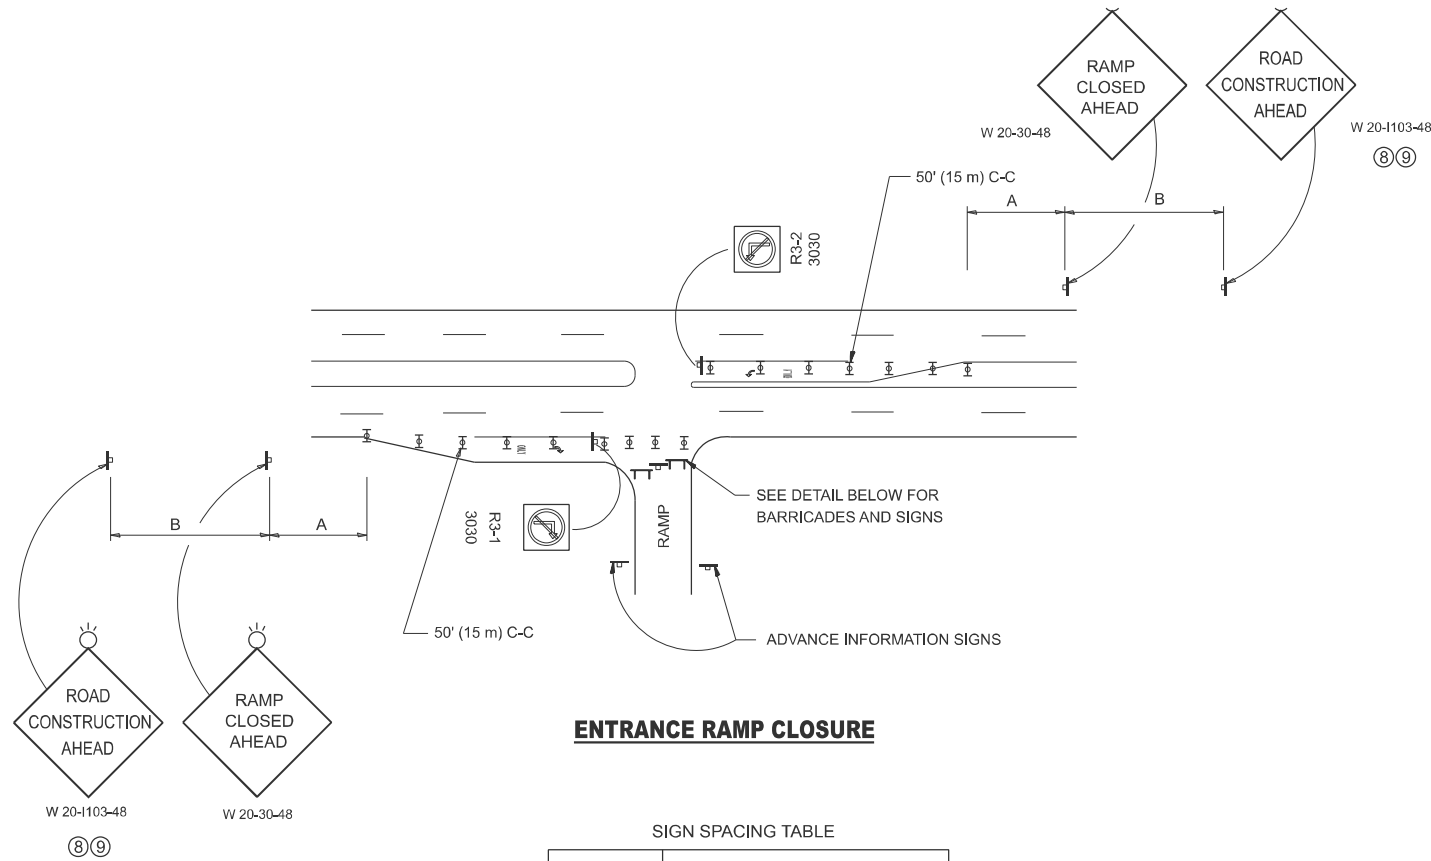 RAMP
CLOSED
AHEAD
W 20-30-48
ROAD
CONSTRUCTION
AHEAD
W 20-I103-48
⑧⑨
50' (15 m) C-C
A
B
R3-2
3030
ONLY
ONLY
SEE DETAIL BELOW FOR
BARRICADES AND SIGNS
RAMP
B
A
R3-1
3030
50' (15 m) C-C
ADVANCE INFORMATION SIGNS
ROAD
CONSTRUCTION
AHEAD
W 20-I103-48
⑧⑨
RAMP
CLOSED
AHEAD
W 20-30-48
ENTRANCE RAMP CLOSURE
SIGN SPACING TABLE